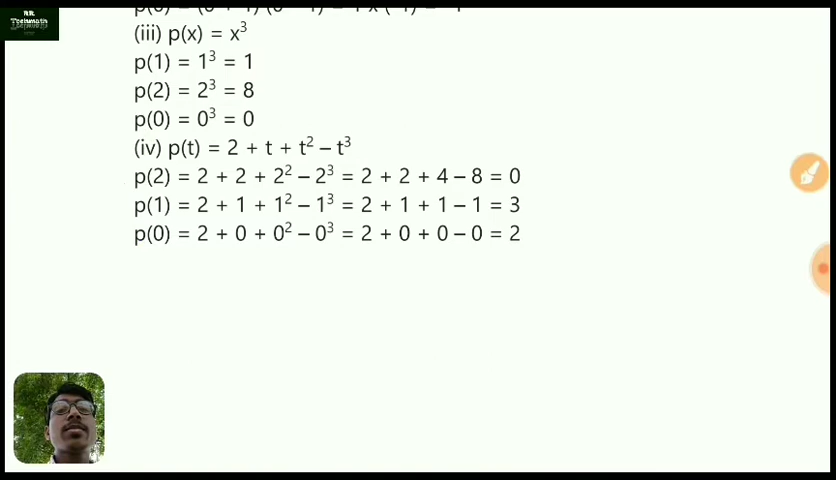 (iii) p(x) = x³
p(1) = 1³ = 1
p(2) = 2³ = 8
p(0) = 0³ = 0
(iv) p(t) = 2 + t + t² – t³
p(2) = 2 + 2 + 2² – 2³ = 2 + 2 + 4 – 8 = 0
p(1) = 2 + 1 + 1² – 1³ = 2 + 1 + 1 – 1 = 3
p(0) = 2 + 0 + 0² – 0³ = 2 + 0 + 0 – 0 = 2